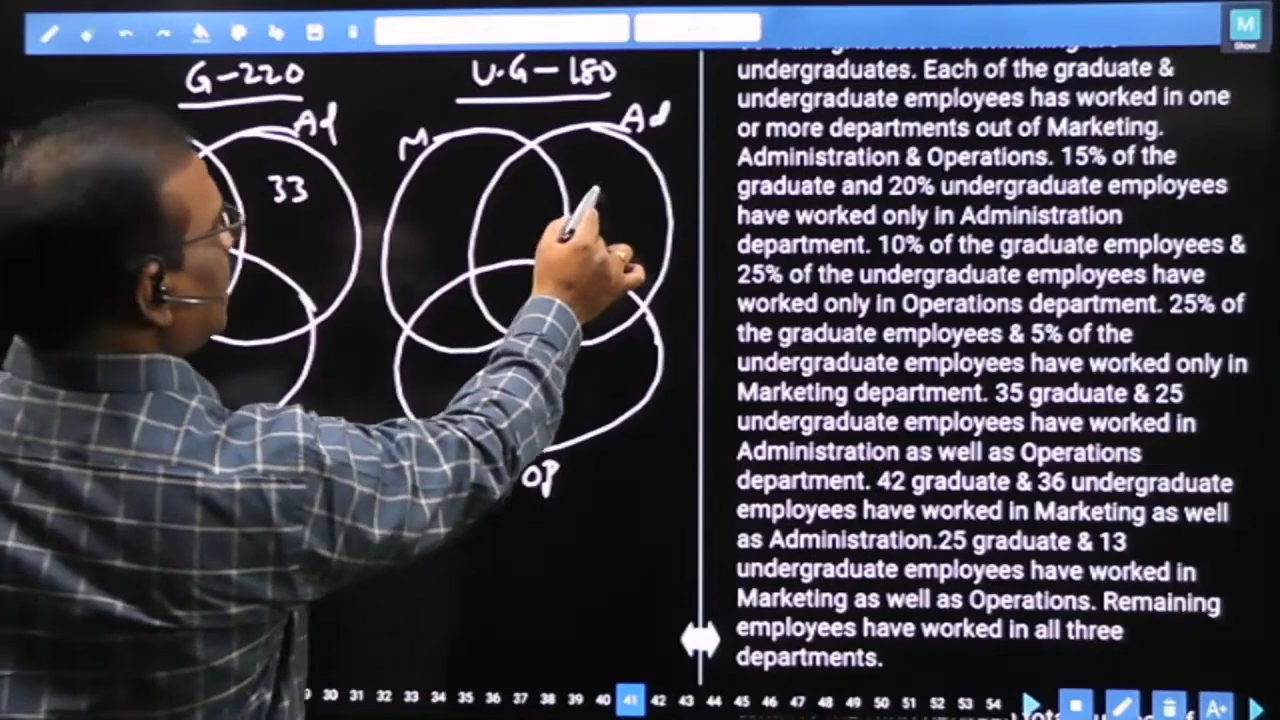 M
Show
G-220
U.G-180
Ad
33
M
Ad
OP
undergraduates. Each of the graduate &
undergraduate employees has worked in one
or more departments out of Marketing.
Administration & Operations. 15% of the
graduate and 20% undergraduate employees
have worked only in Administration
department. 10% of the graduate employees &
25% of the undergraduate employees have
worked only in Operations department. 25% of
the graduate employees & 5% of the
undergraduate employees have worked only in
Marketing department. 35 graduate & 25
undergraduate employees have worked in
Administration as well as Operations
department. 42 graduate & 36 undergraduate
employees have worked in Marketing as well
as Administration.25 graduate & 13
undergraduate employees have worked in
Marketing as well as Operations. Remaining
employees have worked in all three
departments.
30 31 32 33 34 35 36 37 38 39 40 41 42 43 44 45 46 47 48 49 50 51 52 53 54
A+